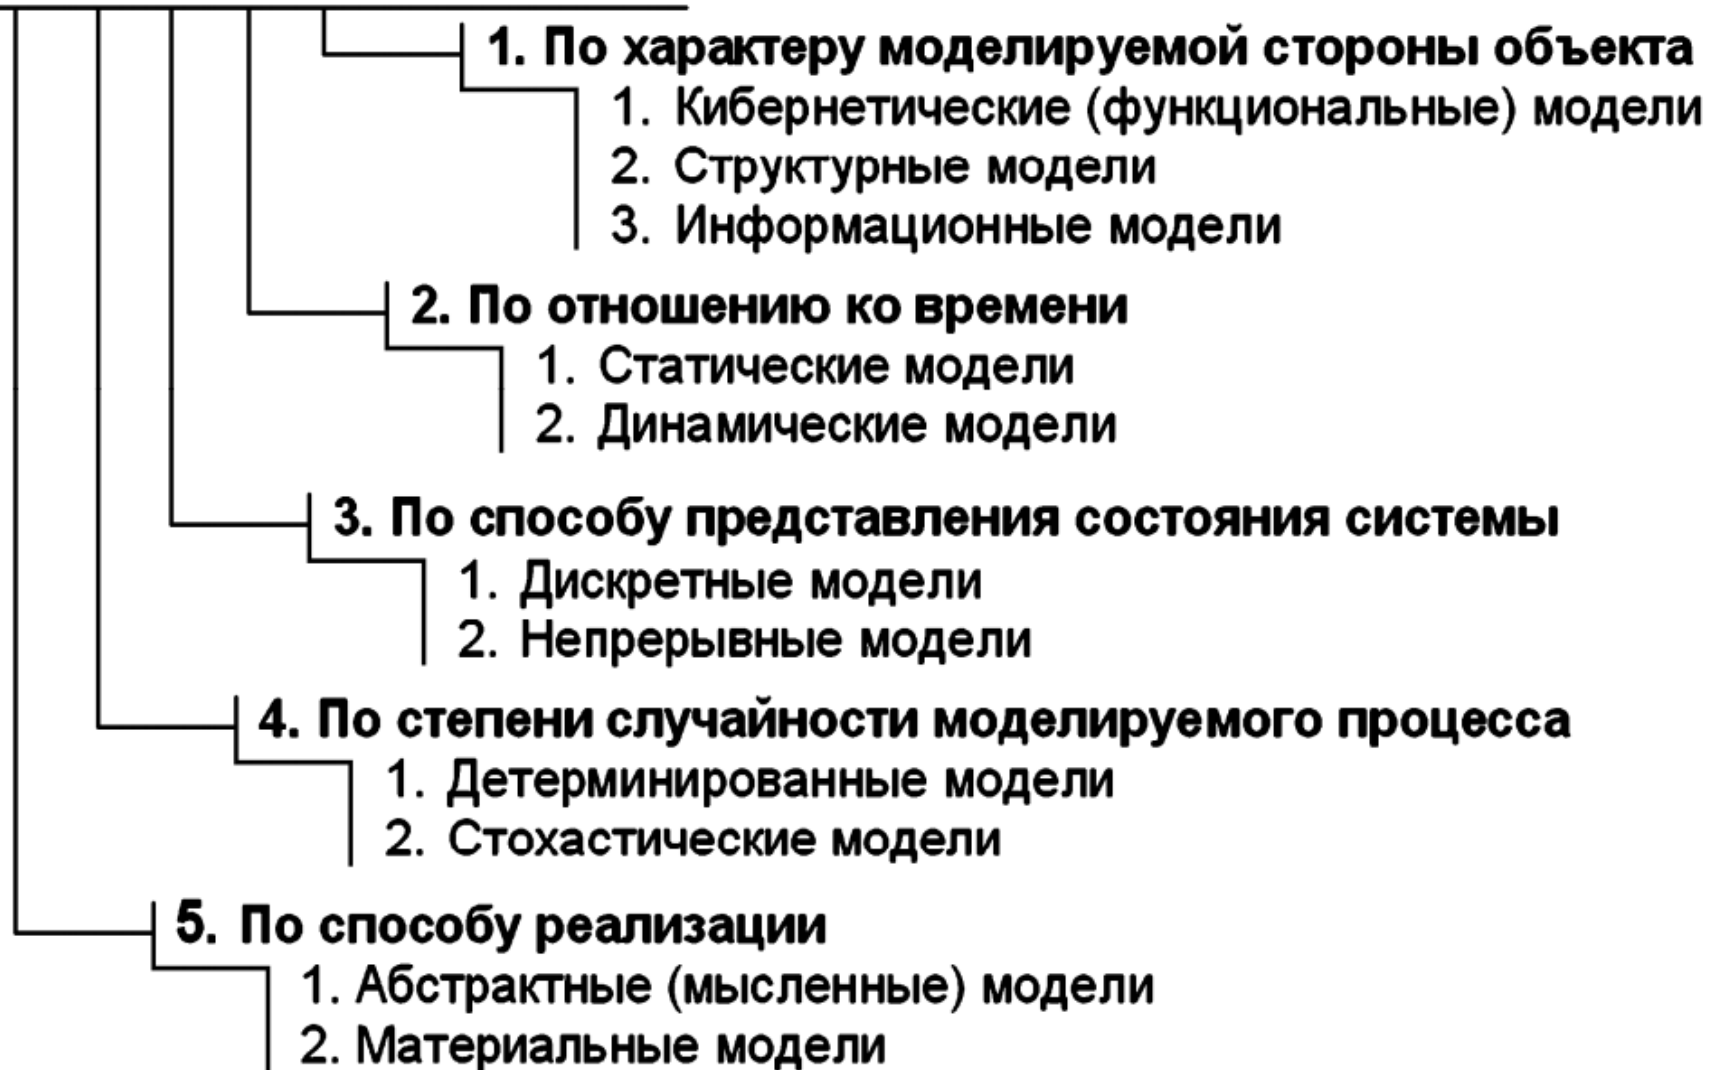 1. По характеру моделируемой стороны объекта
1. Кибернетические (функциональные) модели
2. Структурные модели
3. Информационные модели
2. По отношению ко времени
1. Статические модели
2. Динамические модели
3. По способу представления состояния системы
1. Дискретные модели
2. Непрерывные модели
4. По степени случайности моделируемого процесса
1. Детерминированные модели
2. Стохастические модели
5. По способу реализации
1. Абстрактные (мысленные) модели
2. Материальные модели